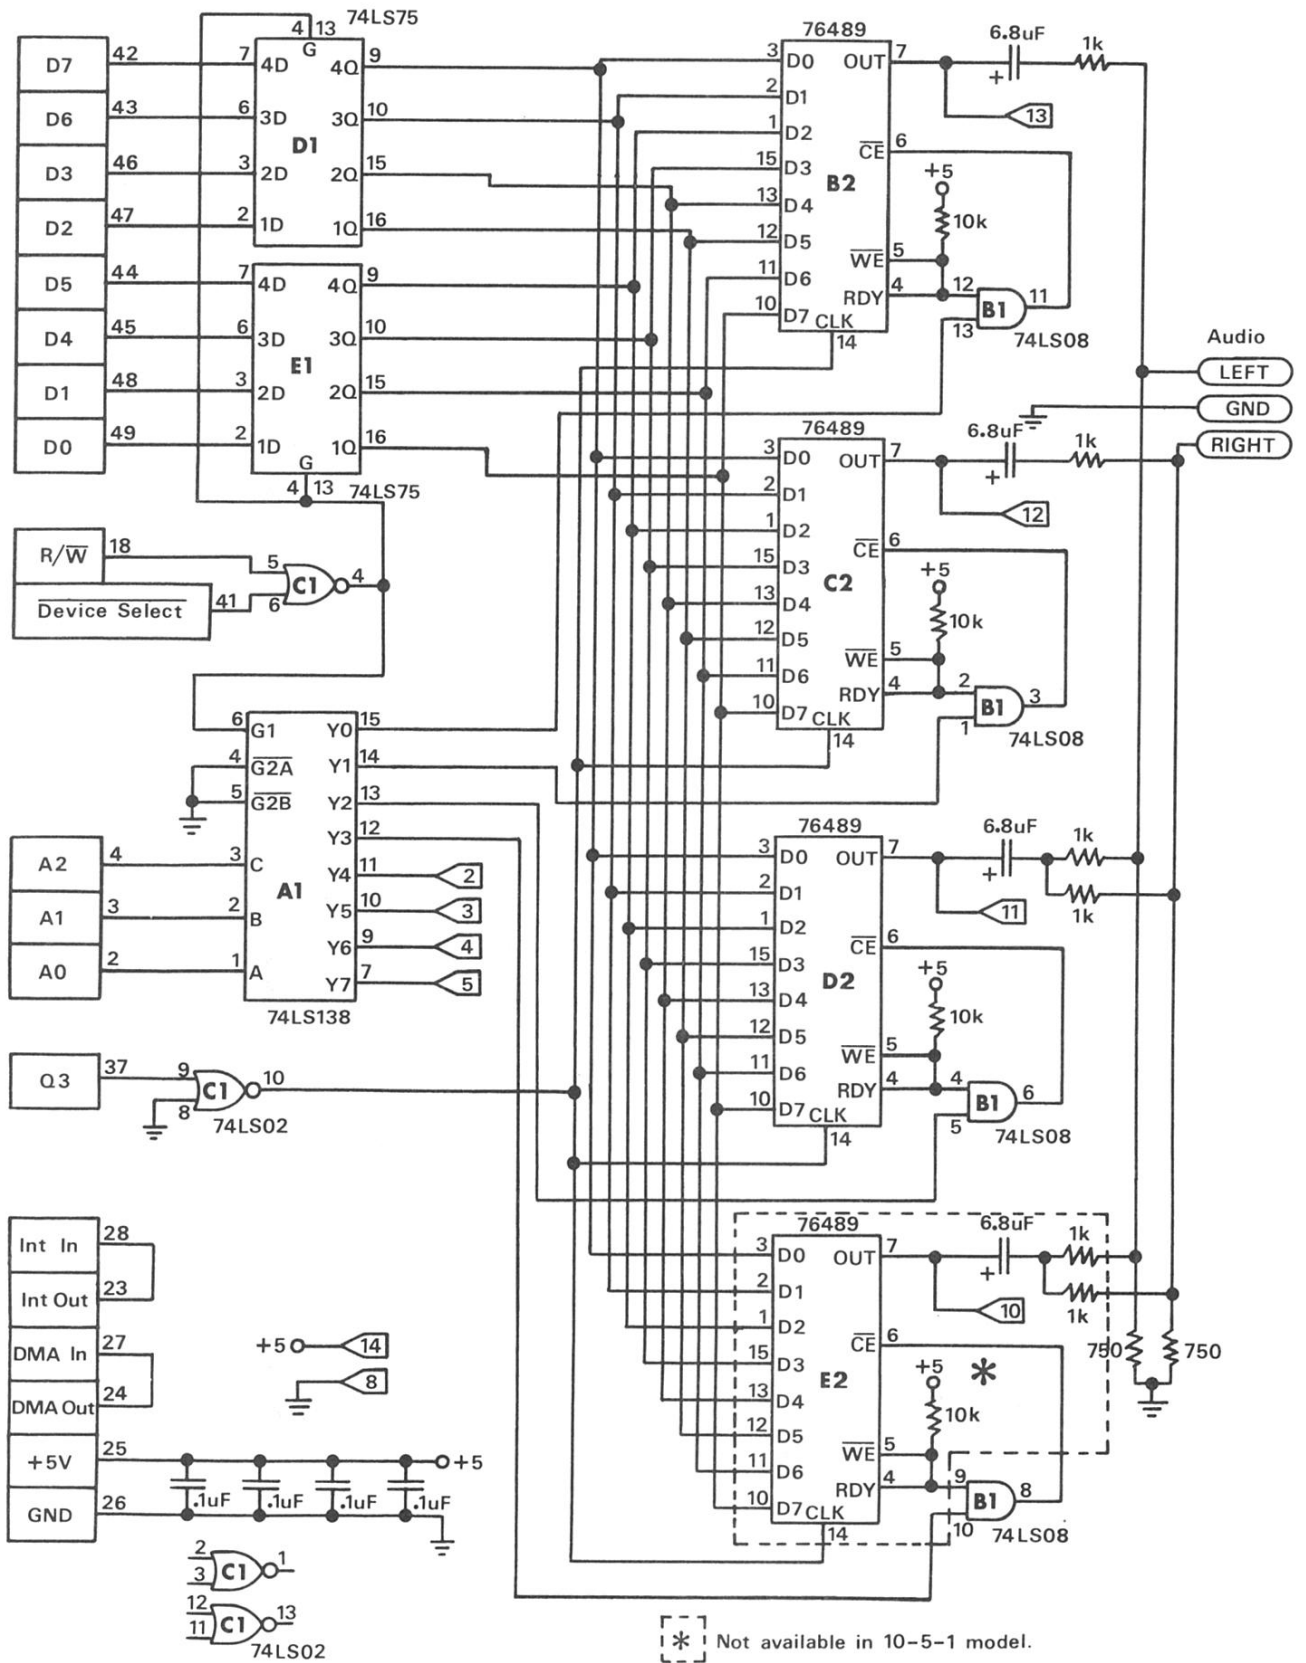 74LS75
4 13
G
D7 42 7 4D 4Q 9
D6 43 6 3D 3Q 10
D1
D3 46 3 2D 2Q 15
D2 47 2 1D 1Q 16
D5 44 7 4D 4Q 9
D4 45 6 3D 3Q 10
E1
D1 48 3 2D 2Q 15
D0 49 2 1D 1Q 16
G
4 13
74LS75
R/W 18 5
C1 4
Device Select 41 6
6 G1 Y0 15
4 G2A Y1 14
5 G2B Y2 13
Y3 12
A2 4 3 C Y4 11 2
A1
A1 3 2 B Y5 10 3
Y6 9 4
A0 2 1 A Y7 7 5
74LS138
Q3 37 9
C1 10
8
74LS02
Int In 28
Int Out 23
DMA In 27
DMA Out 24
+5V 25
GND 26
+5 14
8
+5
.1uF .1uF .1uF .1uF
2
3
C1 1
12
11
C1 13
74LS02
76489
3 D0 OUT 7 6.8uF + 1k
13
2 D1
1 D2
15 D3 CE 6
B2
13 D4 +5
12 D5 10k
WE 5
11 D6
RDY 4 12
10 D7 CLK 14
B1 11
13
74LS08
Audio
LEFT
GND
RIGHT
76489
3 D0 OUT 7 6.8uF + 1k
12
2 D1
1 D2
15 D3 CE 6
C2
13 D4 +5
12 D5 10k
WE 5
11 D6
RDY 4 2
10 D7 CLK 14
B1 3
1
74LS08
76489
3 D0 OUT 7 6.8uF + 1k
1k
11
2 D1
1 D2
15 D3 CE 6
D2
13 D4 +5
12 D5 10k
WE 5
11 D6
RDY 4 4
10 D7 CLK 14
B1 6
5
74LS08
76489
3 D0 OUT 7 6.8uF + 1k
1k
10
2 D1
1 D2
15 D3 CE 6
E2
13 D4 +5 *
12 D5 10k
WE 5
11 D6
RDY 4 9
10 D7 CLK 14
B1 8
10
74LS08
750 750
* Not available in 10-5-1 model.